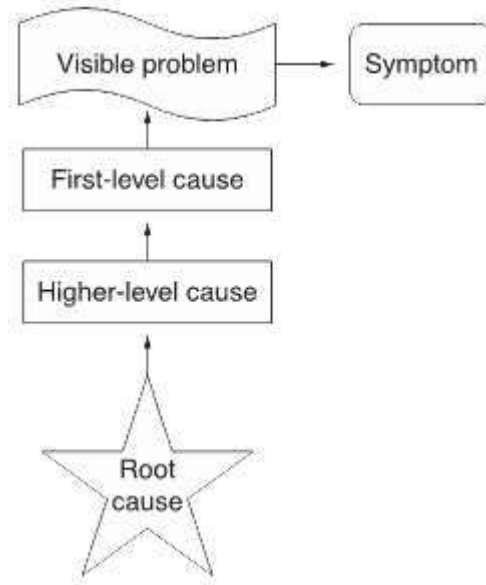 Visible problem
Symptom
First-level cause
Higher-level cause
Root
cause